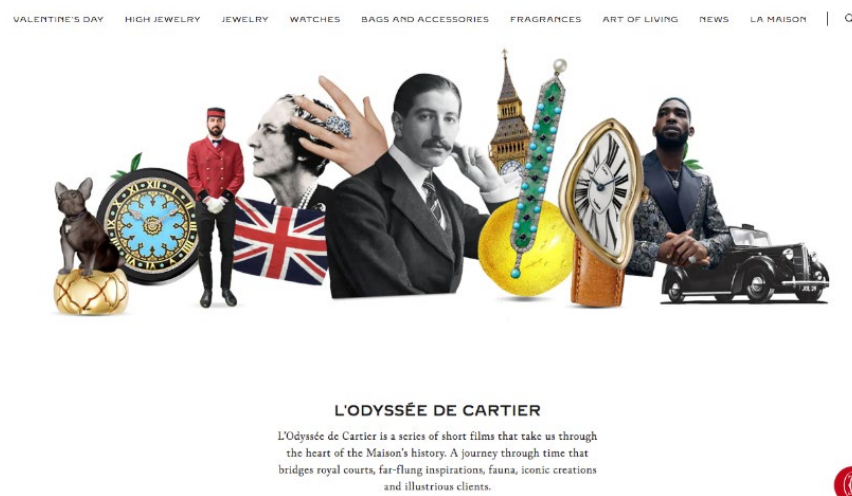 VALENTINE'S DAY HIGH JEWELRY JEWELRY WATCHES BAGS AND ACCESSORIES FRAGRANCES ART OF LIVING NEWS LA MAISON
L'ODYSSÉE DE CARTIER
L'Odyssée de Cartier is a series of short films that take us through
the heart of the Maison's history. A journey through time that
bridges royal courts, far-flung inspirations, fauna, iconic creations
and illustrious clients.